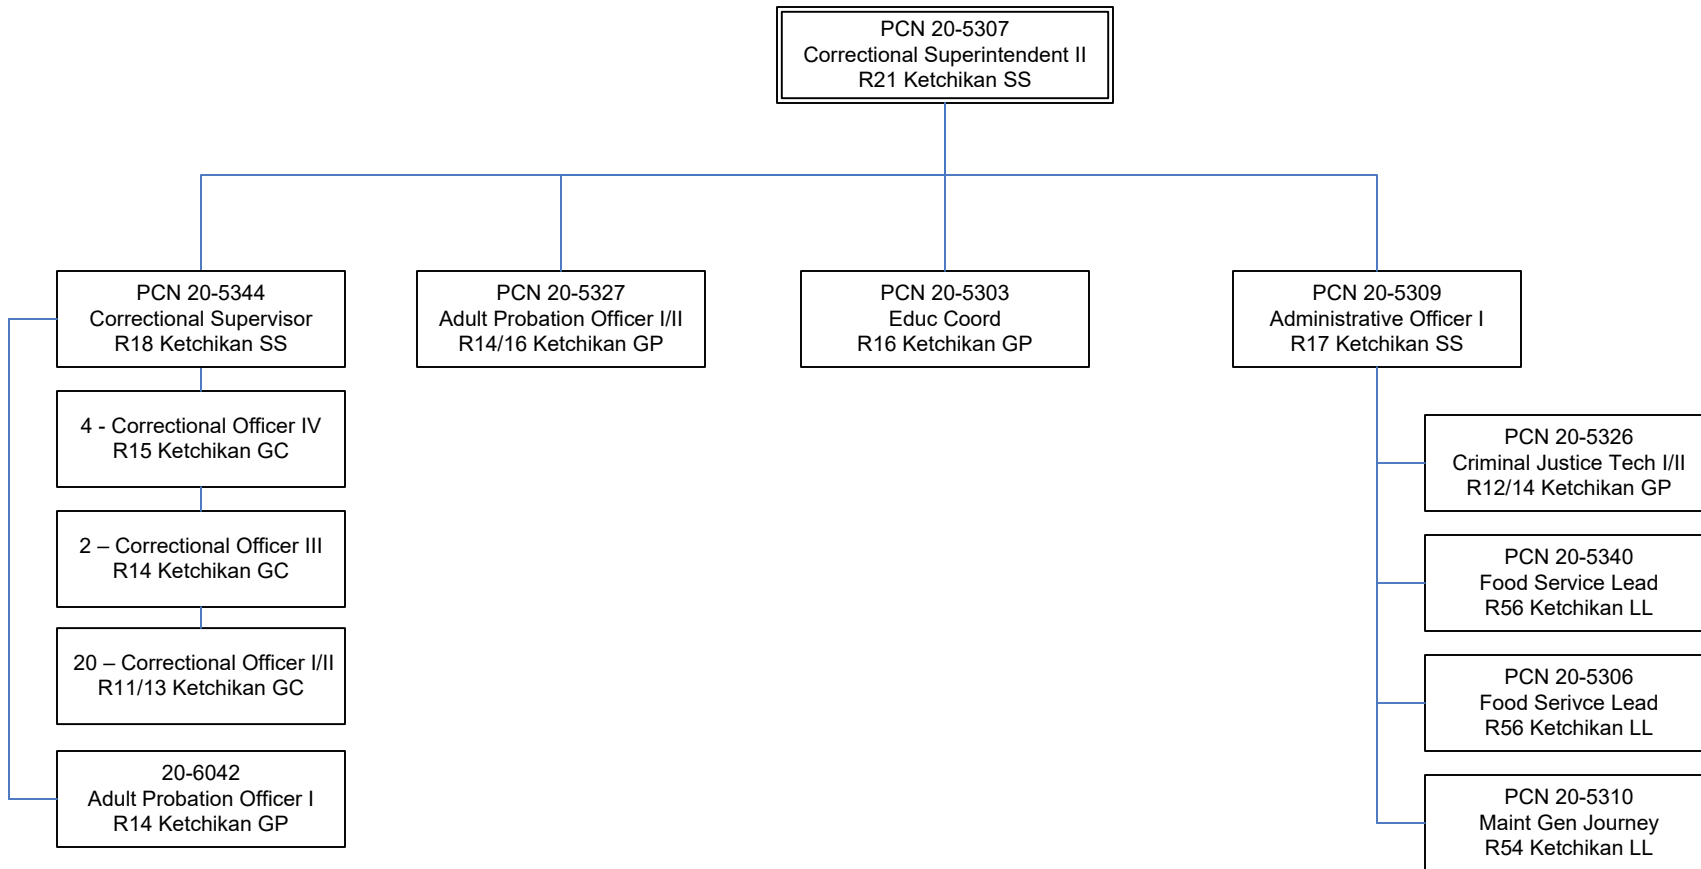 PCN 20-5307
Correctional Superintendent II
R21 Ketchikan SS
PCN 20-5344
Correctional Supervisor
R18 Ketchikan SS
PCN 20-5327
Adult Probation Officer I/II
R14/16 Ketchikan GP
PCN 20-5303
Educ Coord
R16 Ketchikan GP
PCN 20-5309
Administrative Officer I
R17 Ketchikan SS
4 - Correctional Officer IV
R15 Ketchikan GC
2 – Correctional Officer III
R14 Ketchikan GC
20 – Correctional Officer I/II
R11/13 Ketchikan GC
20-6042
Adult Probation Officer I
R14 Ketchikan GP
PCN 20-5326
Criminal Justice Tech I/II
R12/14 Ketchikan GP
PCN 20-5340
Food Service Lead
R56 Ketchikan LL
PCN 20-5306
Food Serivce Lead
R56 Ketchikan LL
PCN 20-5310
Maint Gen Journey
R54 Ketchikan LL